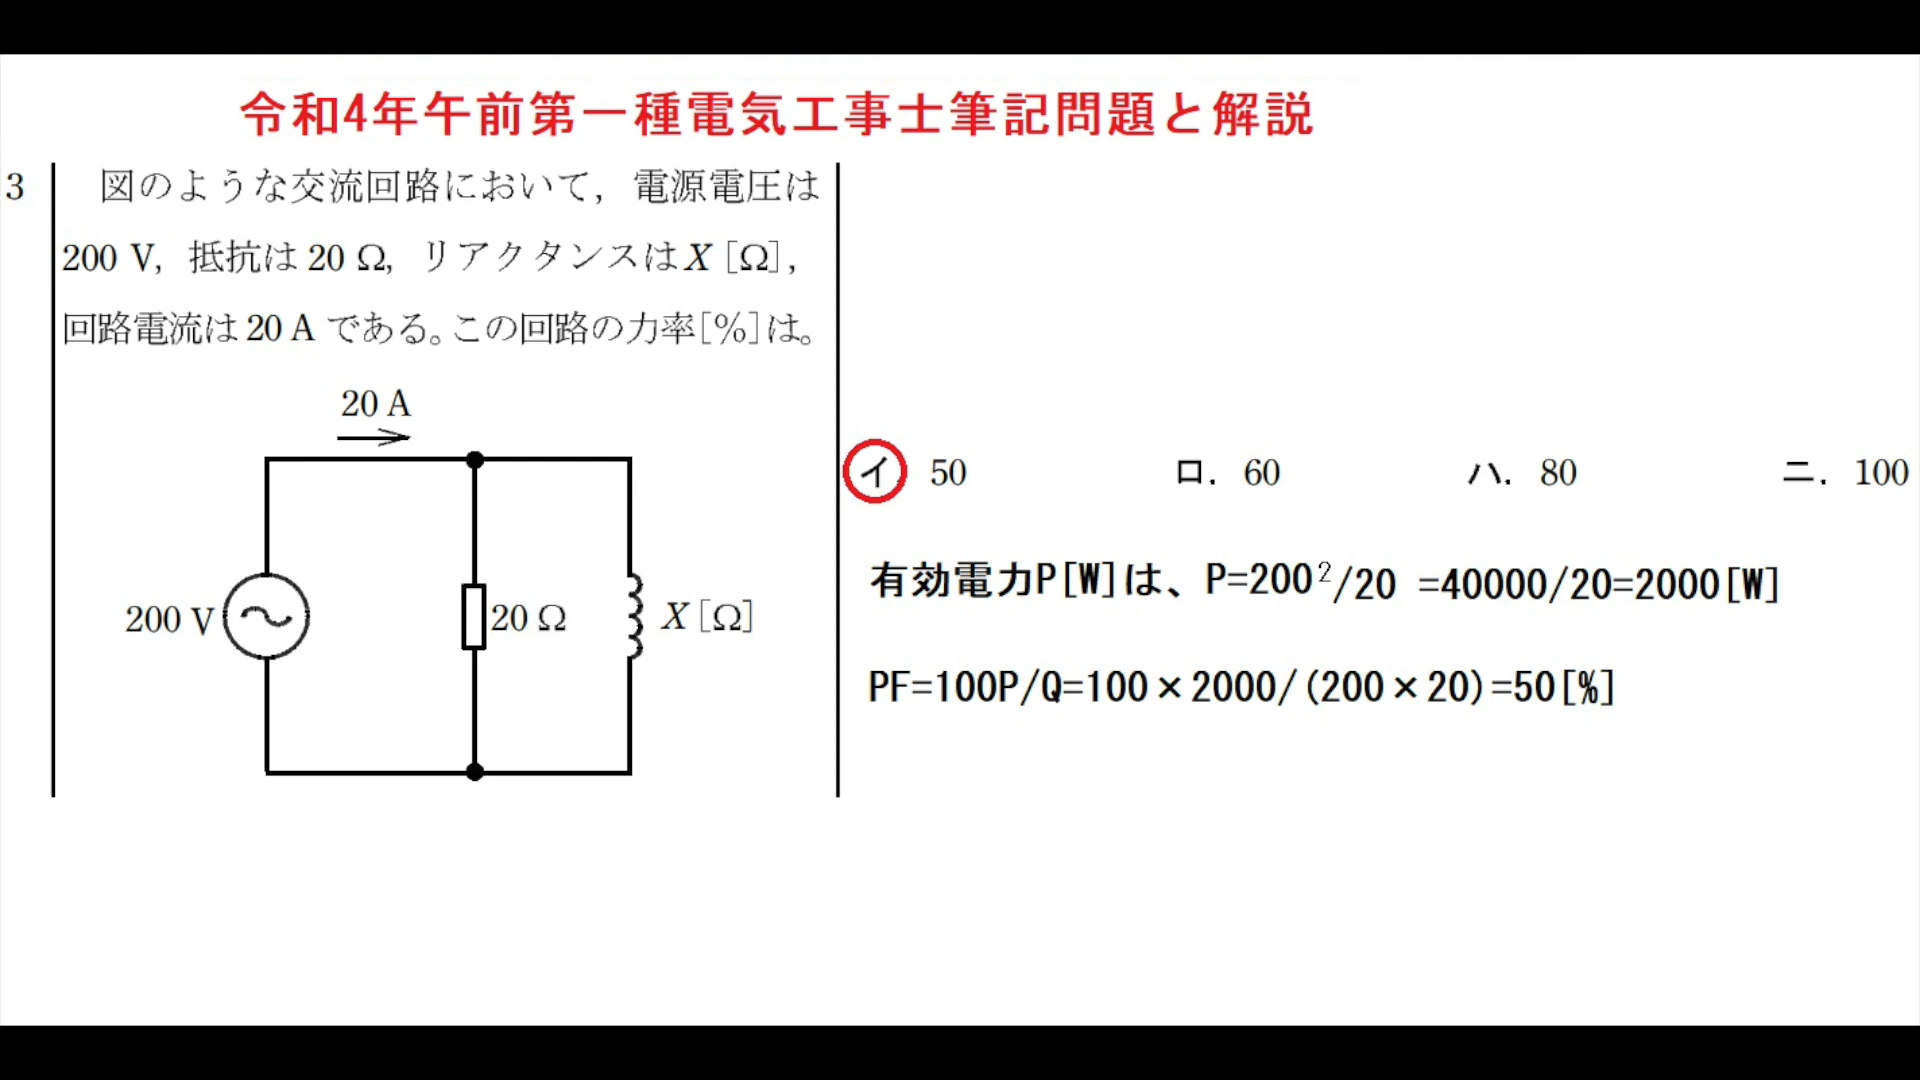 令和4年午前第一種電気工事士筆記問題と解説
3
図のような交流回路において，電源電圧は
200 V，抵抗は 20 Ω，リアクタンスは X [Ω]，
回路電流は 20 A である。この回路の力率[%]は。
20 A
200 V
20 Ω
X [Ω]
イ 50 ロ．60 ハ．80 ニ．100
有効電力P[W]は、P=200²/20 =40000/20=2000[W]
PF=100P/Q=100×2000/(200×20)=50[%]